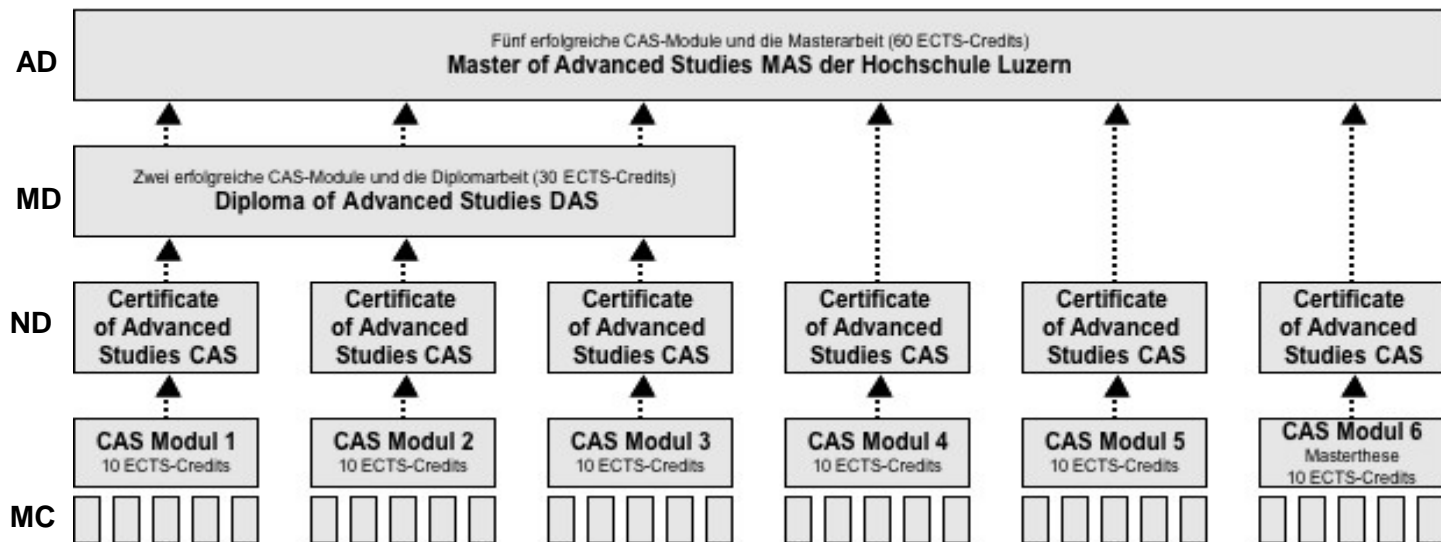 AD
Fünf erfolgreiche CAS-Module und die Masterarbeit (60 ECTS-Credits)
Master of Advanced Studies MAS der Hochschule Luzern
MD
Zwei erfolgreiche CAS-Module und die Diplomarbeit (30 ECTS-Credits)
Diploma of Advanced Studies DAS
ND
Certificate
of Advanced
Studies CAS
Certificate
of Advanced
Studies CAS
Certificate
of Advanced
Studies CAS
Certificate
of Advanced
Studies CAS
Certificate
of Advanced
Studies CAS
Certificate
of Advanced
Studies CAS
CAS Modul 1
10 ECTS-Credits
CAS Modul 2
10 ECTS-Credits
CAS Modul 3
10 ECTS-Credits
CAS Modul 4
10 ECTS-Credits
CAS Modul 5
10 ECTS-Credits
CAS Modul 6
Masterthese
10 ECTS-Credits
MC